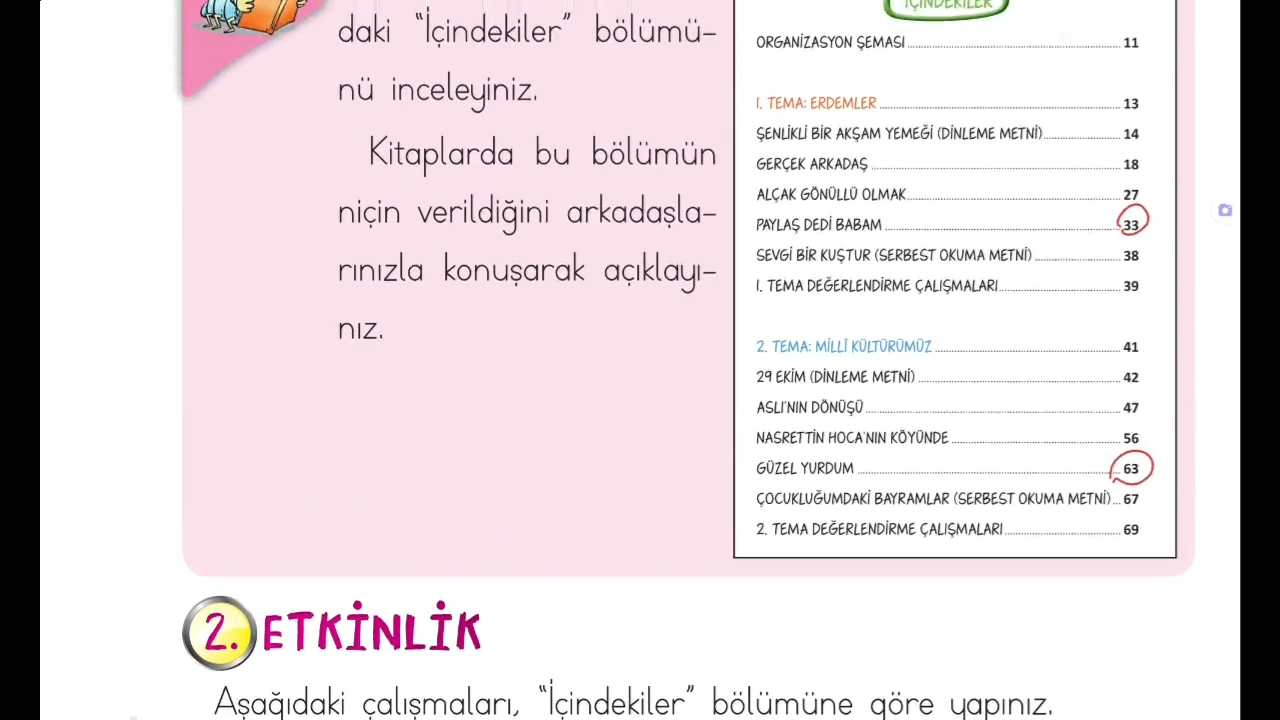 daki “İçindekiler” bölümü-
nü inceleyiniz.
Kitaplarda bu bölümün
niçin verildiğini arkadaşla-
rınızla konuşarak açıklayı-
nız.
İÇİNDEKİLER
ORGANİZASYON ŞEMASI ........ 11
1. TEMA: ERDEMLER ........ 13
ŞENLİKLİ BİR AKŞAM YEMEĞİ (DİNLEME METNİ) ........ 14
GERÇEK ARKADAŞ ........ 18
ALÇAK GÖNÜLLÜ OLMAK ........ 27
PAYLAŞ DEDİ BABAM ........ 33
SEVGİ BİR KUŞTUR (SERBEST OKUMA METNİ) ........ 38
1. TEMA DEĞERLENDİRME ÇALIŞMALARI ........ 39
2. TEMA: MİLLÎ KÜLTÜRÜMÜZ ........ 41
29 EKİM (DİNLEME METNİ) ........ 42
ASLI’NIN DÖNÜŞÜ ........ 47
NASRETTİN HOCA’NIN KÖYÜNDE ........ 56
GÜZEL YURDUM ........ 63
ÇOCUKLUĞUMDAKİ BAYRAMLAR (SERBEST OKUMA METNİ) ... 67
2. TEMA DEĞERLENDİRME ÇALIŞMALARI ........ 69
2. ETKİNLİK
Aşağıdaki çalışmaları, “İçindekiler” bölümüne göre yapınız.